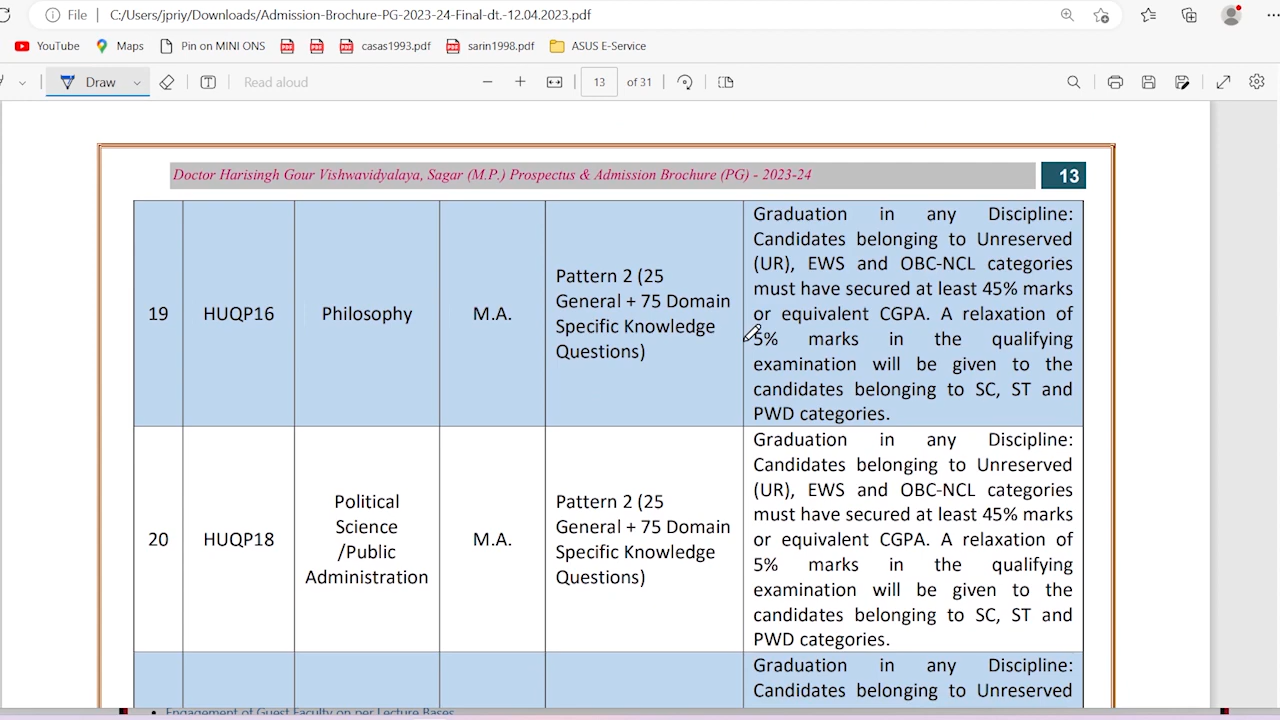 File C:/Users/jpriy/Downloads/Admission-Brochure-PG-2023-24-Final-dt.-12.04.2023.pdf
YouTube Maps Pin on MINI ONS casas1993.pdf sarin1998.pdf ASUS E-Service
Draw Read aloud 13 of 31
Doctor Harisingh Gour Vishwavidyalaya, Sagar (M.P.) Prospectus & Admission Brochure (PG) - 2023-24 13
19
HUQP16
Philosophy
M.A.
Pattern 2 (25
General + 75 Domain
Specific Knowledge
Questions)
Graduation in any Discipline:
Candidates belonging to Unreserved
(UR), EWS and OBC-NCL categories
must have secured at least 45% marks
or equivalent CGPA. A relaxation of
5% marks in the qualifying
examination will be given to the
candidates belonging to SC, ST and
PWD categories.
20
HUQP18
Political
Science
/Public
Administration
M.A.
Pattern 2 (25
General + 75 Domain
Specific Knowledge
Questions)
Graduation in any Discipline:
Candidates belonging to Unreserved
(UR), EWS and OBC-NCL categories
must have secured at least 45% marks
or equivalent CGPA. A relaxation of
5% marks in the qualifying
examination will be given to the
candidates belonging to SC, ST and
PWD categories.
Graduation in any Discipline:
Candidates belonging to Unreserved
Engagement of Guest Faculty on per Lecture Bases